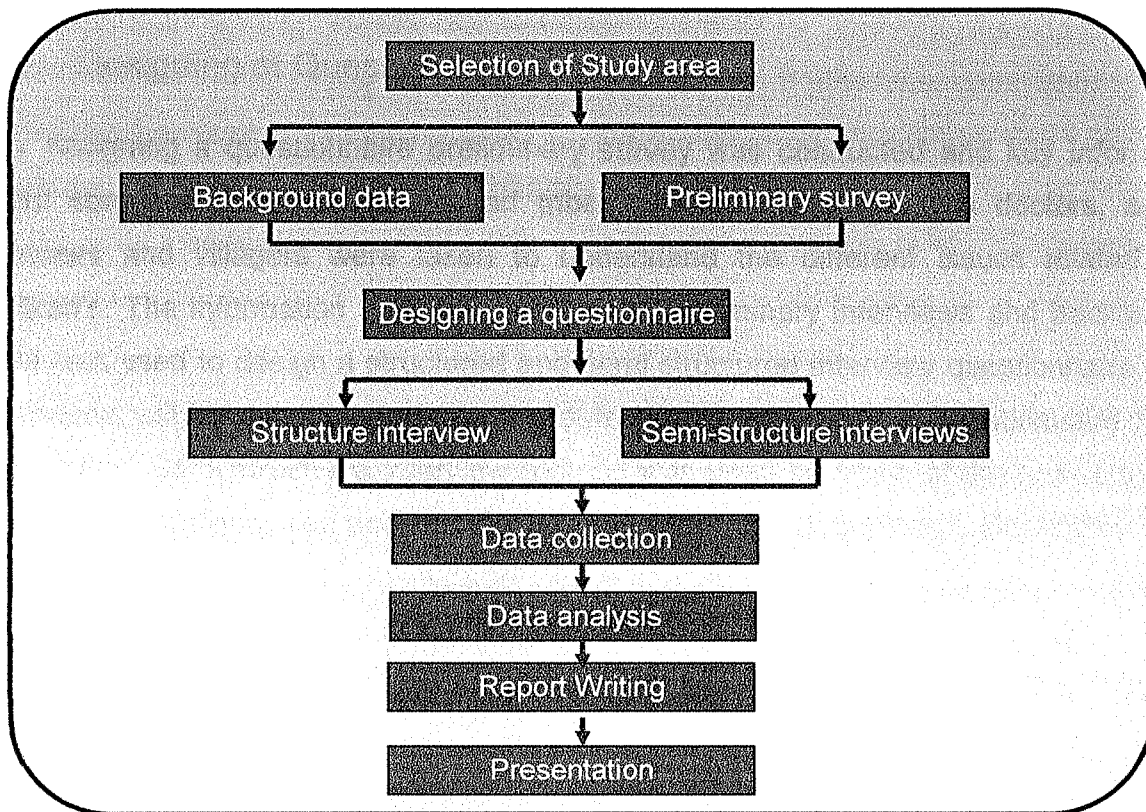 Selection of Study area
Background data
Preliminary survey
Designing a questionnaire
Structure interview
Semi-structure interviews
Data collection
Data analysis
Report Writing
Presentation